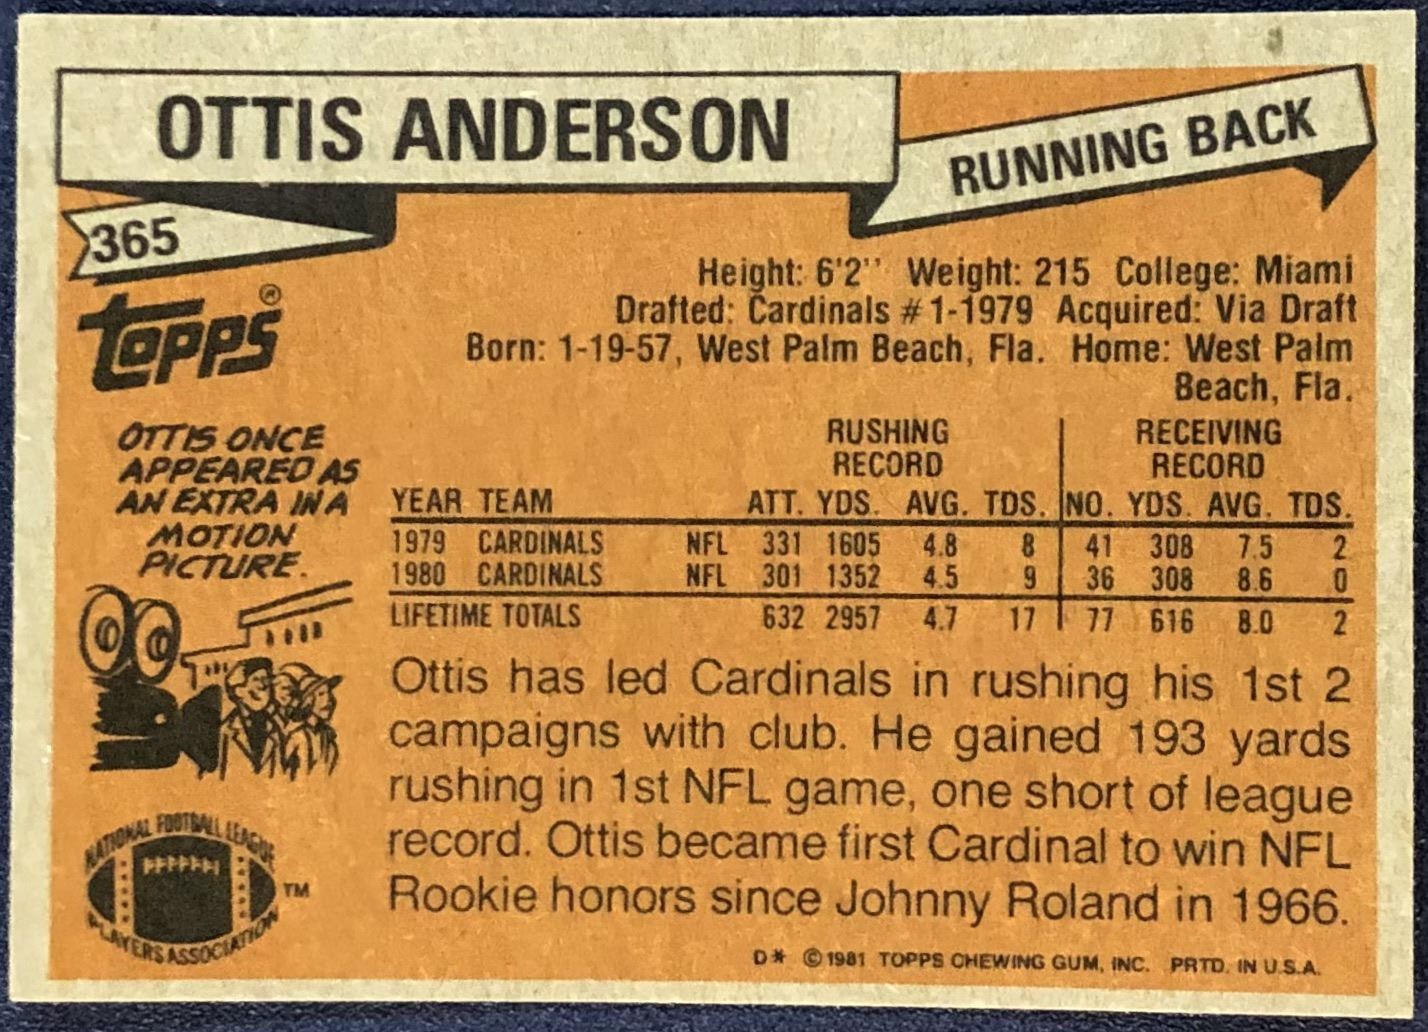 OTTIS ANDERSON
RUNNING BACK
365
Topps®
Height: 6'2'' Weight: 215 College: Miami
Drafted: Cardinals #1-1979 Acquired: Via Draft
Born: 1-19-57, West Palm Beach, Fla. Home: West Palm
Beach, Fla.
OTTIS ONCE
APPEARED AS
AN EXTRA IN A
MOTION
PICTURE.
RUSHING RECEIVING
RECORD RECORD
YEAR TEAM ATT. YDS. AVG. TDS. NO. YDS. AVG. TDS.
1979 CARDINALS NFL 331 1605 4.8 8 41 308 7.5 2
1980 CARDINALS NFL 301 1352 4.5 9 36 308 8.6 0
LIFETIME TOTALS 632 2957 4.7 17 77 616 8.0 2
Ottis has led Cardinals in rushing his 1st 2
campaigns with club. He gained 193 yards
rushing in 1st NFL game, one short of league
record. Ottis became first Cardinal to win NFL
Rookie honors since Johnny Roland in 1966.
NATIONAL FOOTBALL LEAGUE
PLAYERS ASSOCIATION
TM
D* ©1981 TOPPS CHEWING GUM, INC. PRTD. IN U.S.A.